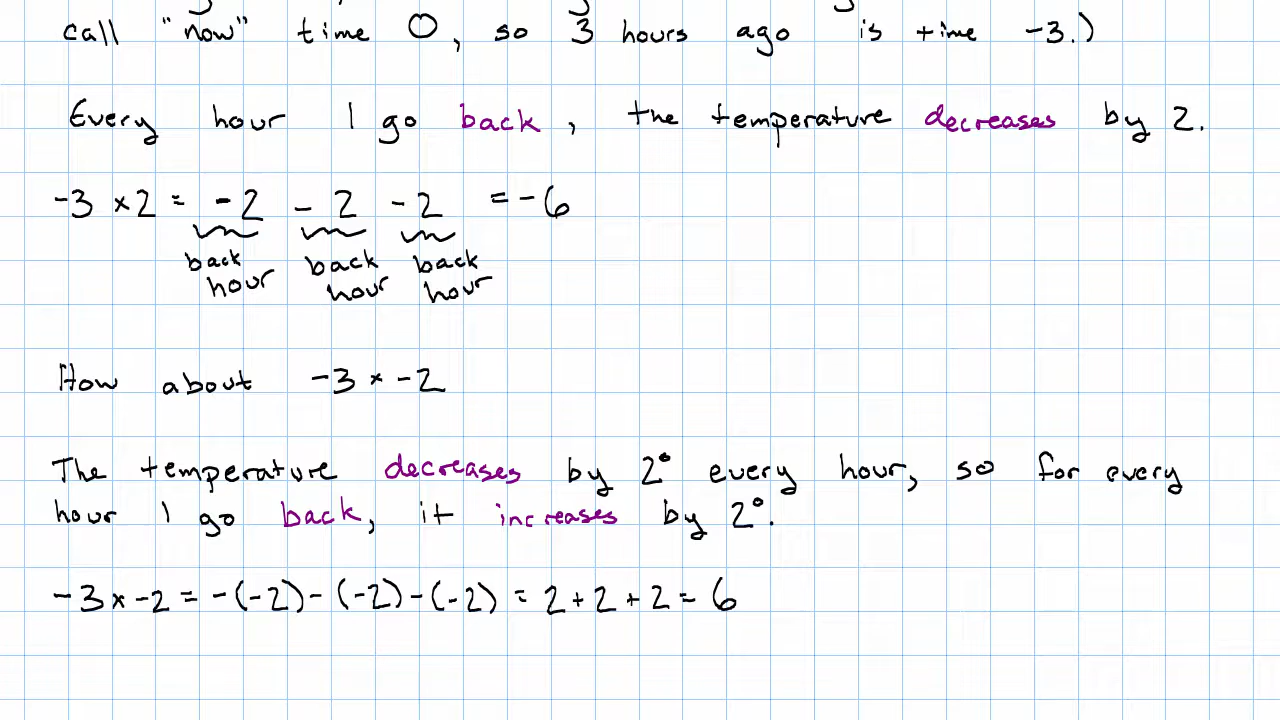 call "now" time 0, so 3 hours ago is time -3.)
Every hour I go back, the temperature decreases by 2.
-3 × 2 = -2 - 2 - 2 = -6
back hour back hour back hour
How about -3 × -2
The temperature decreases by 2° every hour, so for every
hour I go back, it increases by 2°.
-3 × -2 = -(-2) - (-2) - (-2) = 2 + 2 + 2 = 6